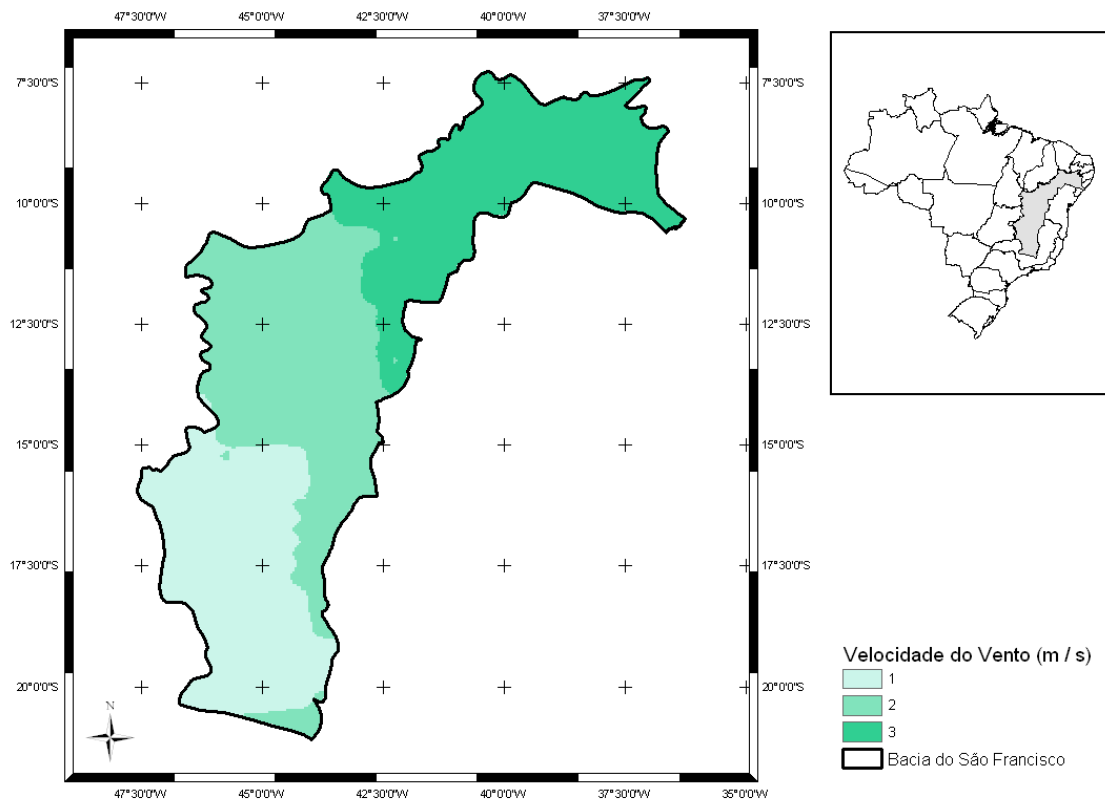 47°30'0"W 45°0'0"W 42°30'0"W 40°0'0"W 37°30'0"W 35°0'0"W
7°30'0"S 7°30'0"S
10°0'0"S 10°0'0"S
12°30'0"S 12°30'0"S
15°0'0"S 15°0'0"S
17°30'0"S 17°30'0"S
20°0'0"S 20°0'0"S
N
47°30'0"W 45°0'0"W 42°30'0"W 40°0'0"W 37°30'0"W 35°0'0"W
Velocidade do Vento (m / s)
1
2
3
Bacia do São Francisco